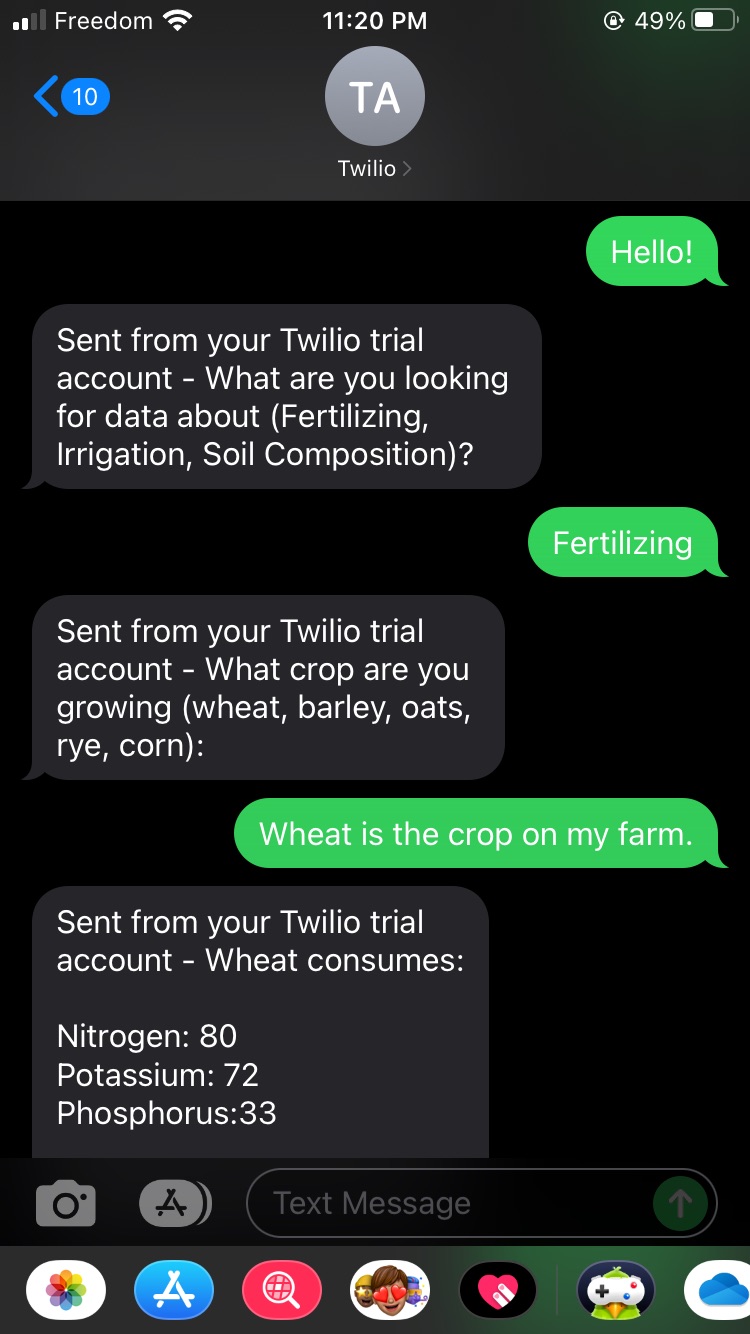 Freedom 11:20 PM 49%
10
TA
Twilio
Hello!
Sent from your Twilio trial
account - What are you looking
for data about (Fertilizing,
Irrigation, Soil Composition)?
Fertilizing
Sent from your Twilio trial
account - What crop are you
growing (wheat, barley, oats,
rye, corn):
Wheat is the crop on my farm.
Sent from your Twilio trial
account - Wheat consumes:
Nitrogen: 80
Potassium: 72
Phosphorus:33
Text Message